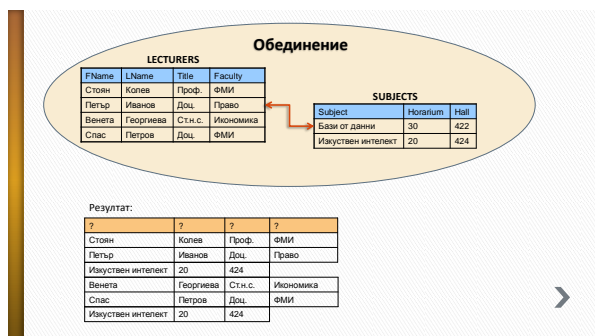 Обединение
LECTURERS
FName LName Title Faculty
Стоян Колев Проф. ФМИ
Петър Иванов Доц. Право
Венета Георгиева Ст.н.с. Икономика
Спас Петров Доц. ФМИ
SUBJECTS
Subject Horarium Hall
Бази от данни 30 422
Изкуствен интелект 20 424
Резултат:
? ? ? ?
Стоян Колев Проф. ФМИ
Петър Иванов Доц. Право
Изкуствен интелект 20 424
Венета Георгиева Ст.н.с. Икономика
Спас Петров Доц. ФМИ
Изкуствен интелект 20 424